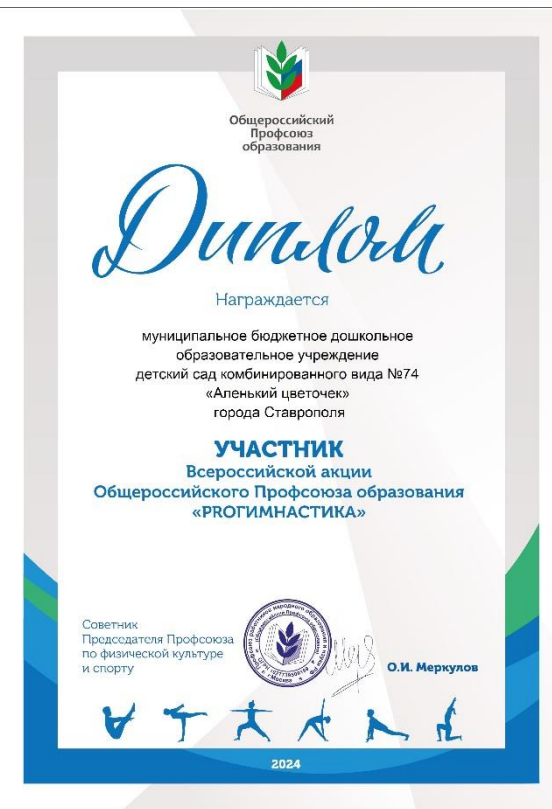 Общероссийский
Профсоюз
образования
Диплом
Награждается
муниципальное бюджетное дошкольное
образовательное учреждение
детский сад комбинированного вида №74
«Аленький цветочек»
города Ставрополя
УЧАСТНИК
Всероссийской акции
Общероссийского Профсоюза образования
«PROГИМНАСТИКА»
Советник
Председателя Профсоюза
по физической культуре
и спорту
О.И. Меркулов
2024